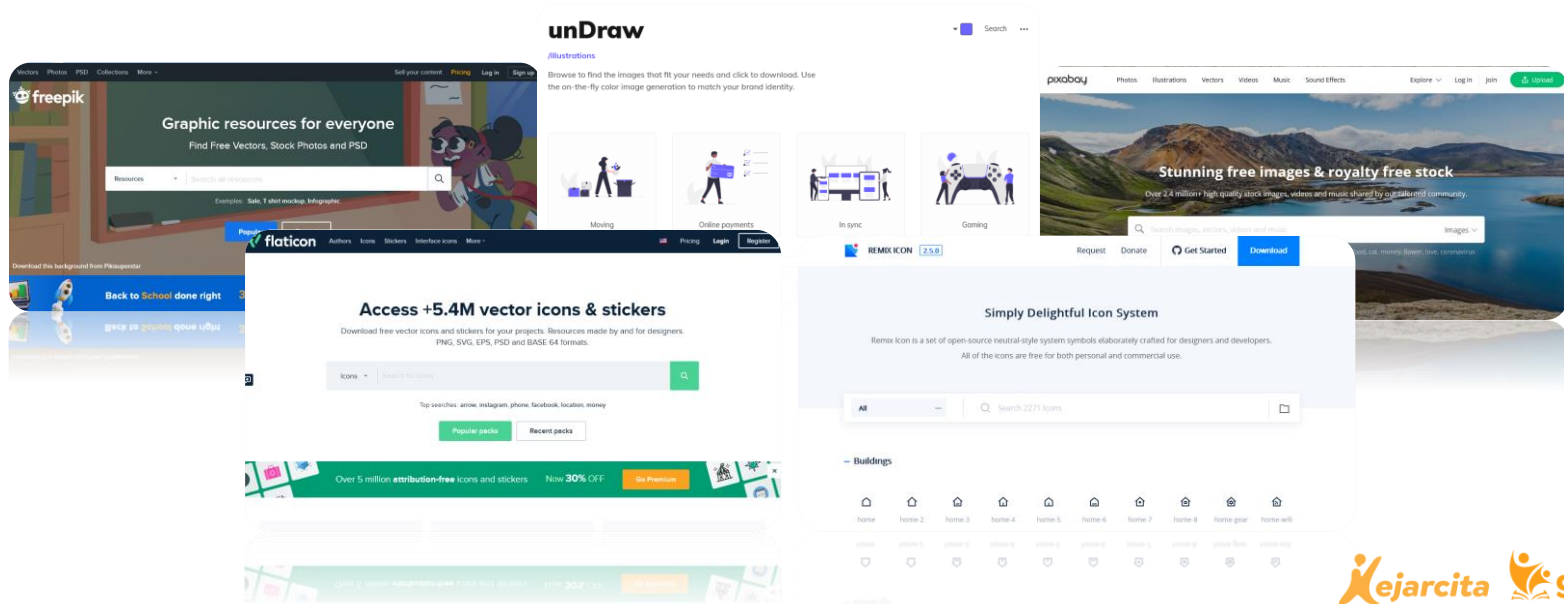 Vectors Photos PSD Collections More
Sell your content Pricing Log in Sign up
freepik
Graphic resources for everyone
Find Free Vectors, Stock Photos and PSD
Resources Search all resources
Examples: Sale, T shirt mockup, Infographic
Download this background from Pikisuperstar
Back to School done right
unDraw
Search
/illustrations
Browse to find the images that fit your needs and click to download. Use
the on-the-fly color image generation to match your brand identity.
Moving Online payments In sync Gaming
pixabay Photos Illustrations Vectors Videos Music Sound Effects Explore Log in Join Upload
Stunning free images & royalty free stock
Over 2.4 million+ high quality stock images, videos and music shared by our talented community.
Search images, vectors, videos and music Images
cat, money, flower, love, coronavirus
flaticon Authors Icons Stickers Interface icons More Pricing Login Register
Access +5.4M vector icons & stickers
Download free vector icons and stickers for your projects. Resources made by and for designers.
PNG, SVG, EPS, PSD and BASE 64 formats.
Icons Search for icons
Top searches: arrow, instagram, phone, facebook, location, money
Popular packs Recent packs
Over 5 million attribution-free icons and stickers Now 30% OFF Go Premium
REMIX ICON 2.5.0 Request Donate Get Started Download
Simply Delightful Icon System
Remix Icon is a set of open-source neutral-style system symbols elaborately crafted for designers and developers.
All of the icons are free for both personal and commercial use.
All Search 2271 Icons
Buildings
home home-2 home-3 home-4 home-5 home-6 home-7 home-8 home-gear home-wifi
Kejarcita